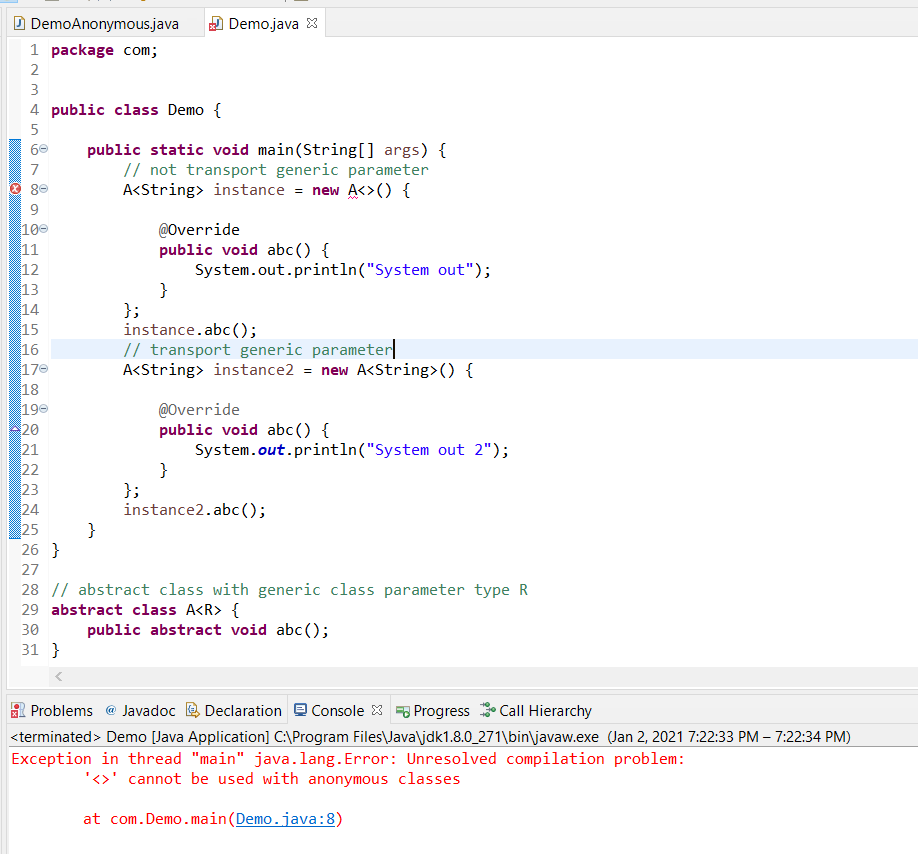 DemoAnonymous.java Demo.java
1 package com;
2
3
4 public class Demo {
5
6 public static void main(String[] args) {
7 // not transport generic parameter
8 A<String> instance = new A<>() {
9
10 @Override
11 public void abc() {
12 System.out.println("System out");
13 }
14 };
15 instance.abc();
16 // transport generic parameter
17 A<String> instance2 = new A<String>() {
18
19 @Override
20 public void abc() {
21 System.out.println("System out 2");
22 }
23 };
24 instance2.abc();
25 }
26 }
27
28 // abstract class with generic class parameter type R
29 abstract class A<R> {
30 public abstract void abc();
31 }
Problems @ Javadoc Declaration Console Progress Call Hierarchy
<terminated> Demo [Java Application] C:\Program Files\Java\jdk1.8.0_271\bin\javaw.exe (Jan 2, 2021 7:22:33 PM – 7:22:34 PM)
Exception in thread "main" java.lang.Error: Unresolved compilation problem:
'<>' cannot be used with anonymous classes
at com.Demo.main(Demo.java:8)